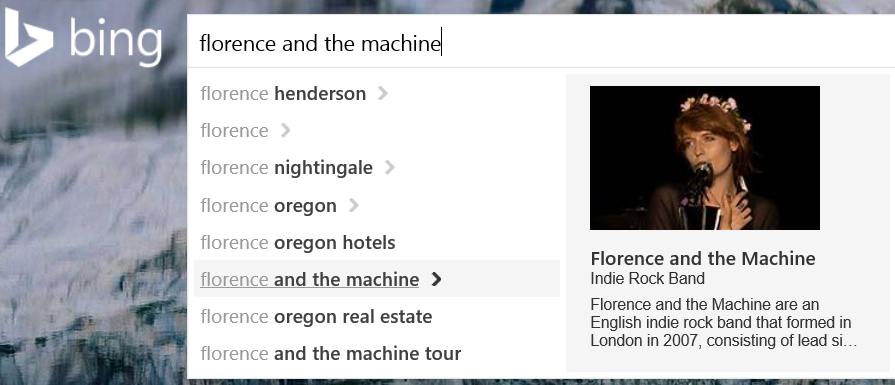 bing
florence and the machine
florence henderson
florence
florence nightingale
florence oregon
florence oregon hotels
florence and the machine
florence oregon real estate
florence and the machine tour
Florence and the Machine
Indie Rock Band
Florence and the Machine are an
English indie rock band that formed in
London in 2007, consisting of lead si...